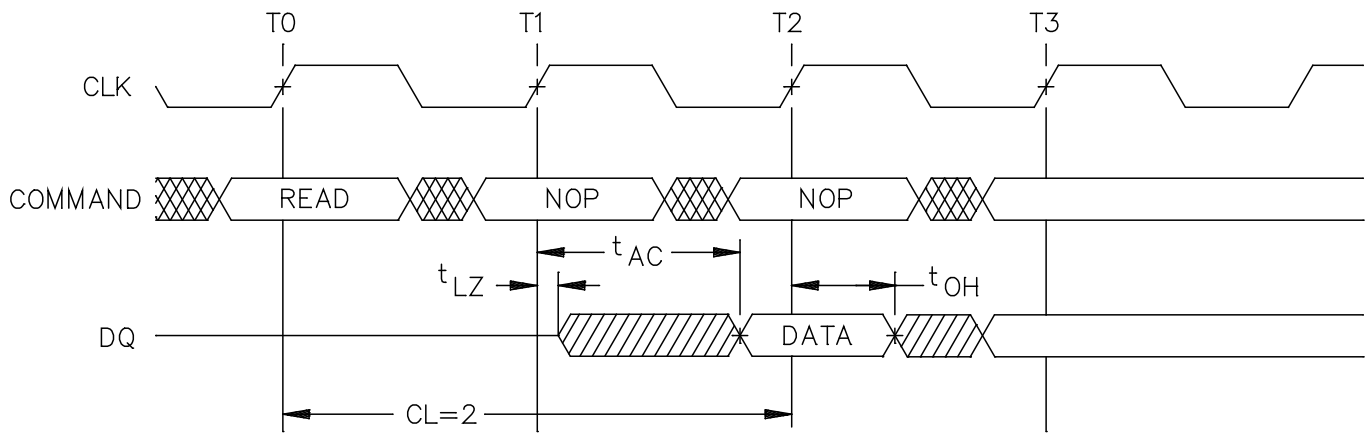 T0 T1 T2 T3
CLK
COMMAND READ NOP NOP
tAC
tLZ tOH
DQ DATA
CL=2